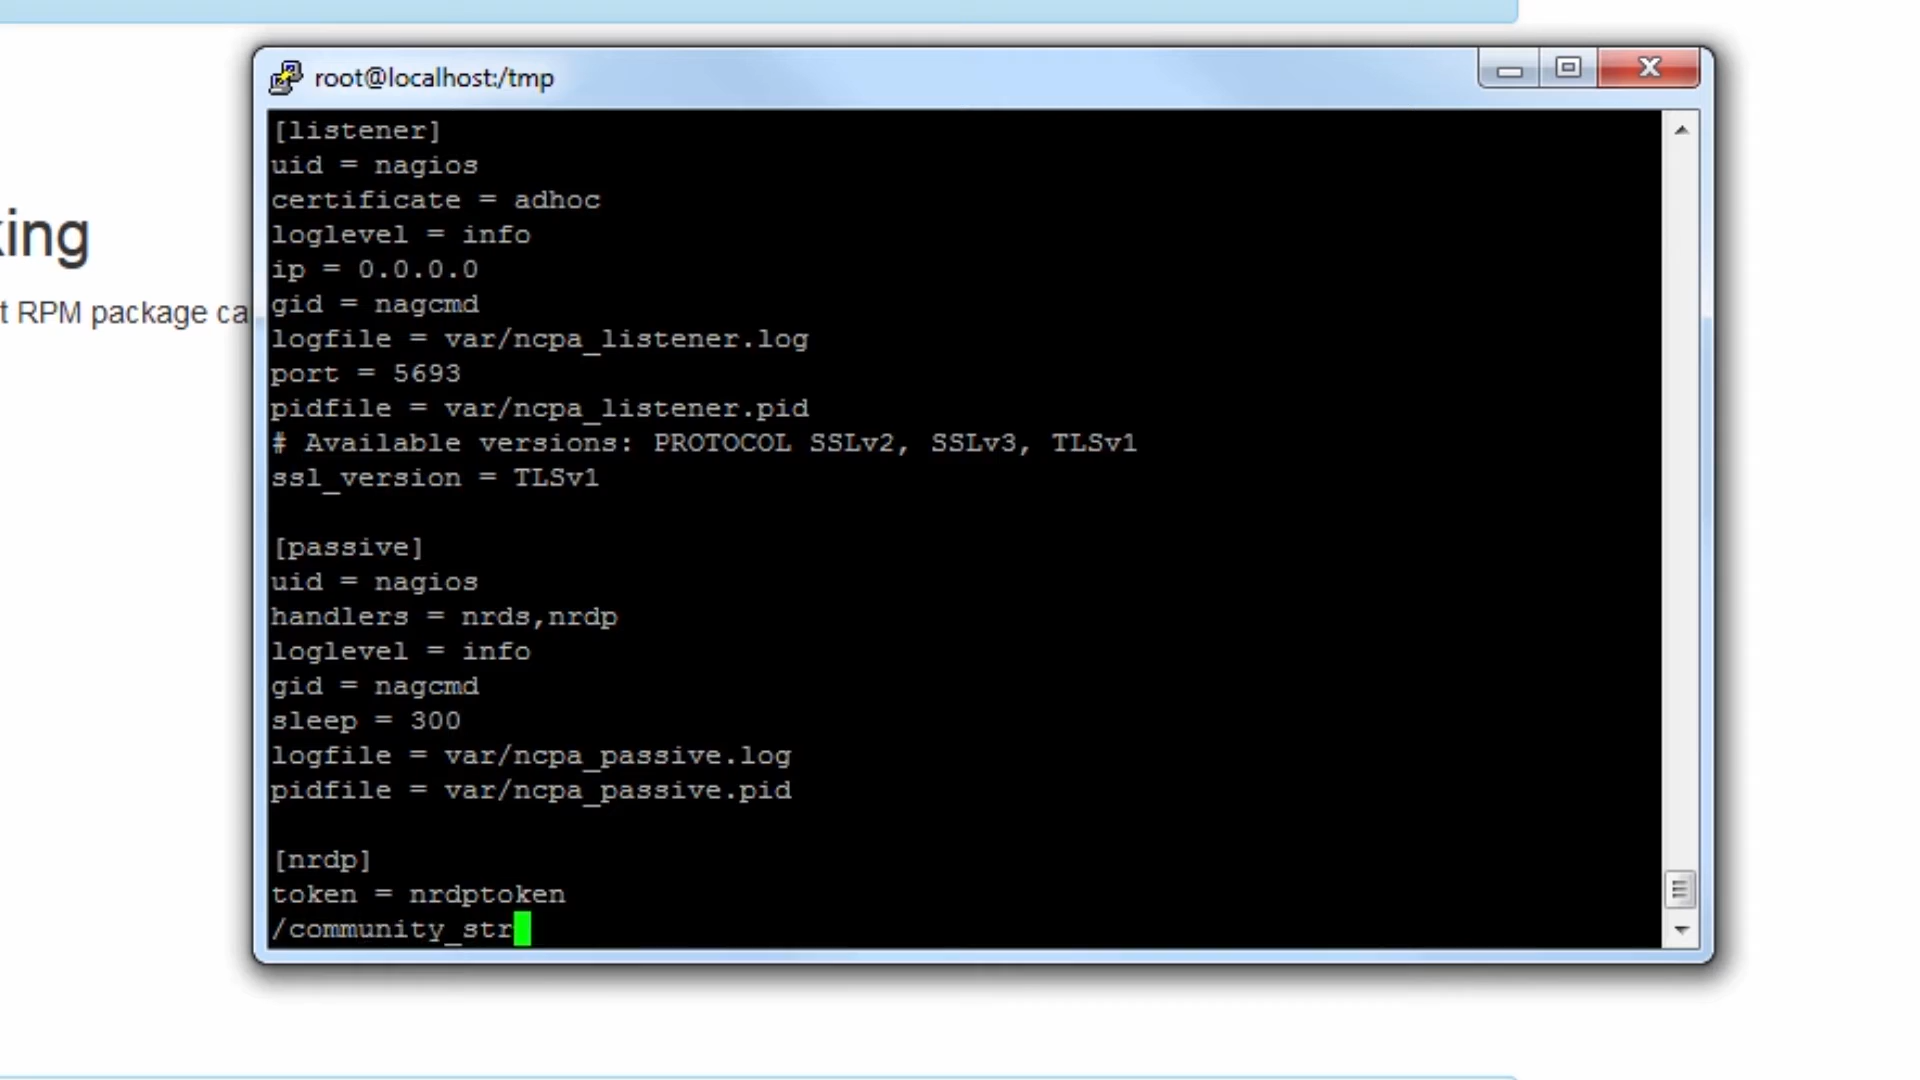 root@localhost:/tmp
king
t RPM package ca
[listener]
uid = nagios
certificate = adhoc
loglevel = info
ip = 0.0.0.0
gid = nagcmd
logfile = var/ncpa_listener.log
port = 5693
pidfile = var/ncpa_listener.pid
# Available versions: PROTOCOL SSLv2, SSLv3, TLSv1
ssl_version = TLSv1
[passive]
uid = nagios
handlers = nrds,nrdp
loglevel = info
gid = nagcmd
sleep = 300
logfile = var/ncpa_passive.log
pidfile = var/ncpa_passive.pid
[nrdp]
token = nrdptoken
/community_str